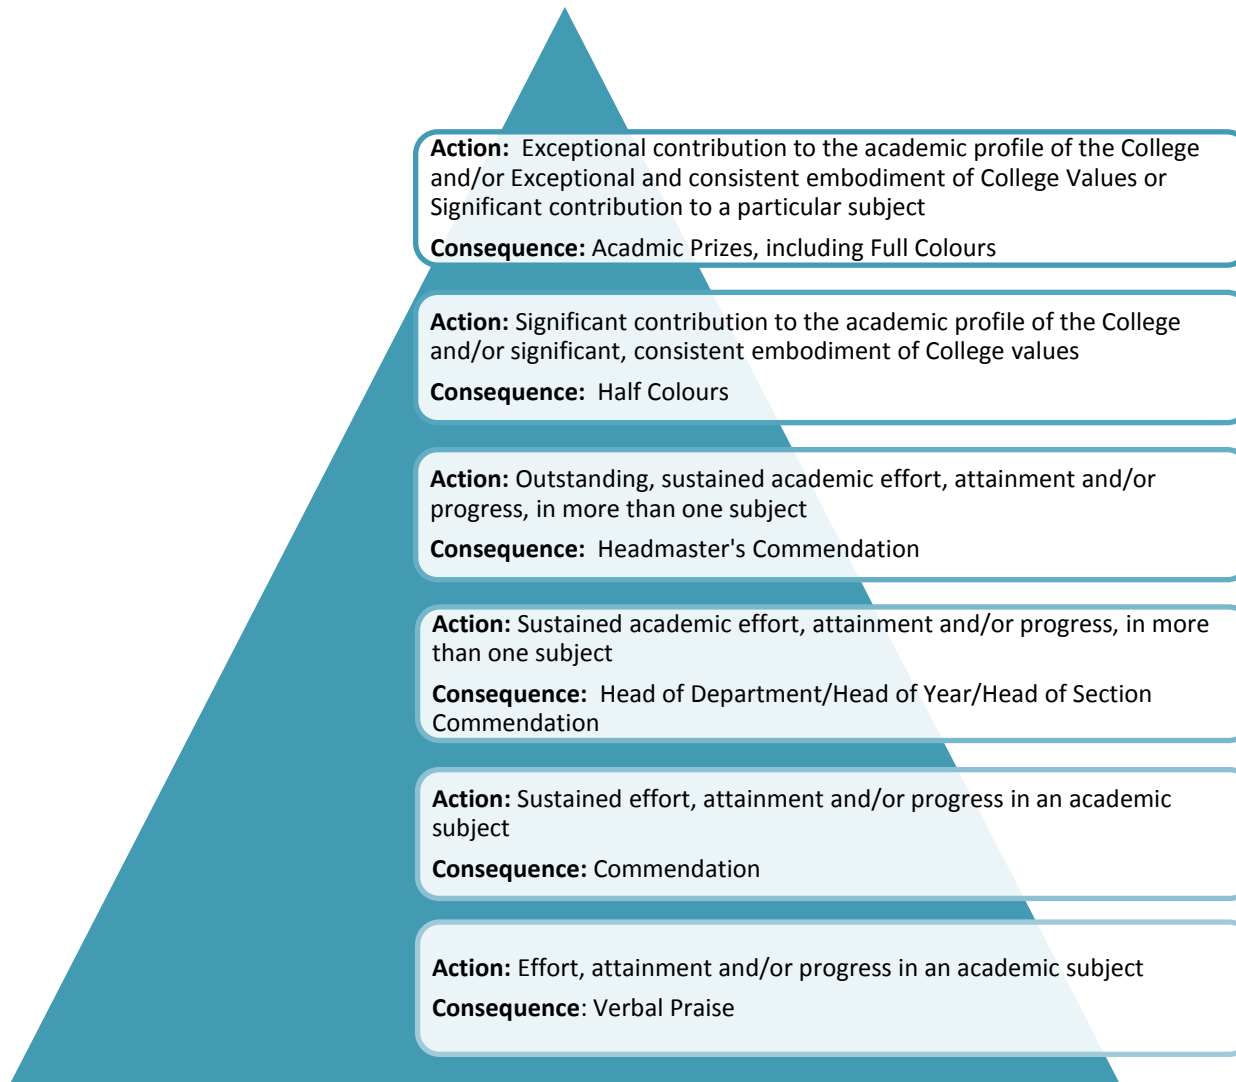 Action:  Exceptional contribution to the academic profile of the College
and/or Exceptional and consistent embodiment of College Values or
Significant contribution to a particular subject
Consequence: Acadmic Prizes, including Full Colours
Action: Significant contribution to the academic profile of the College
and/or significant, consistent embodiment of College values
Consequence:  Half Colours
Action: Outstanding, sustained academic effort, attainment and/or
progress, in more than one subject
Consequence:  Headmaster's Commendation
Action: Sustained academic effort, attainment and/or progress, in more
than one subject
Consequence:  Head of Department/Head of Year/Head of Section
Commendation
Action: Sustained effort, attainment and/or progress in an academic
subject
Consequence: Commendation
Action: Effort, attainment and/or progress in an academic subject
Consequence: Verbal Praise